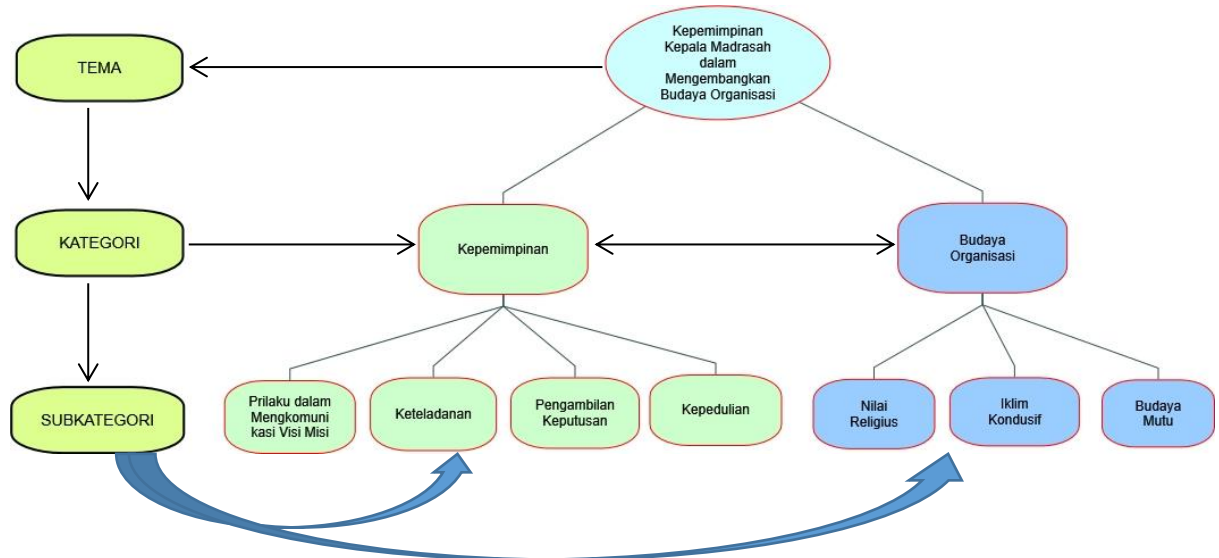 Kepemimpinan
Kepala Madrasah
dalam
Mengembangkan
Budaya Organisasi
TEMA
KATEGORI
Kepemimpinan
Budaya
Organisasi
SUBKATEGORI
Prilaku dalam
Mengkomuni
kasi Visi Misi
Keteladanan
Pengambilan
Keputusan
Kepedulian
Nilai
Religius
Iklim
Kondusif
Budaya
Mutu